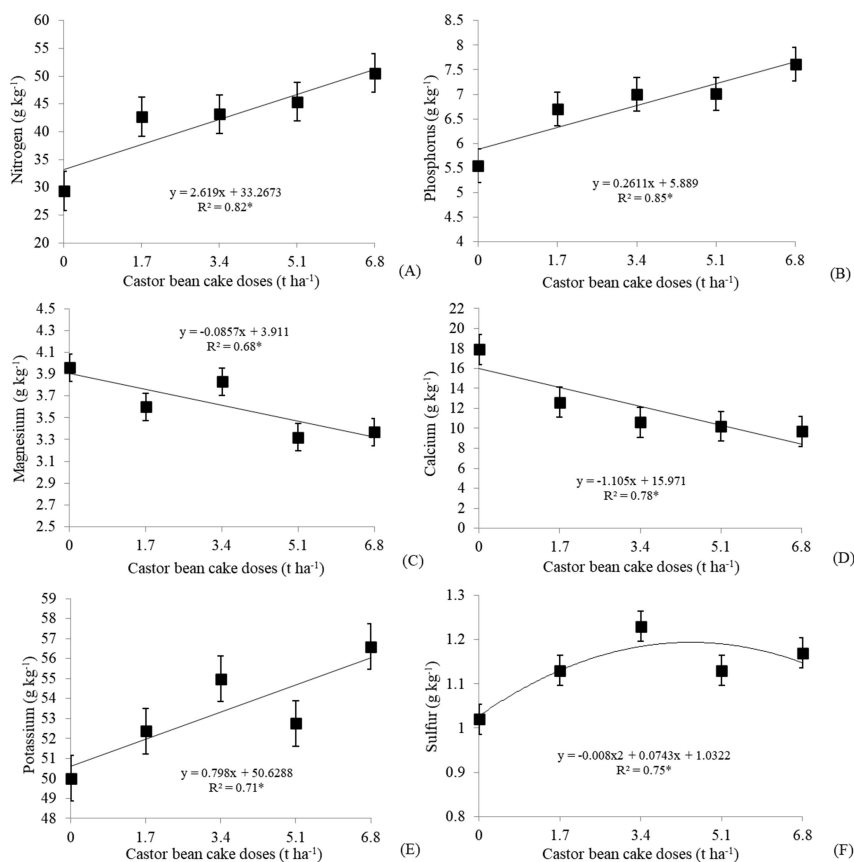 60
55
50
45
40
35
30
25
20
Nitrogen (g kg⁻¹)
y = 2.619x + 33.2673
R² = 0.82*
0 1.7 3.4 5.1 6.8
Castor bean cake doses (t ha⁻¹)
(A)
8.5
8
7.5
7
6.5
6
5.5
5
4.5
4
Phosphorus (g kg⁻¹)
y = 0.2611x + 5.889
R² = 0.85*
0 1.7 3.4 5.1 6.8
Castor bean cake doses (t ha⁻¹)
(B)
4.5
4.3
4.1
3.9
3.7
3.5
3.3
3.1
2.9
2.7
2.5
Magnesium (g kg⁻¹)
y = -0.0857x + 3.911
R² = 0.68*
0 1.7 3.4 5.1 6.8
Castor bean cake doses (t ha⁻¹)
(C)
22
20
18
16
14
12
10
8
6
4
2
0
Calcium (g kg⁻¹)
y = -1.105x + 15.971
R² = 0.78*
0 1.7 3.4 5.1 6.8
Castor bean cake doses (t ha⁻¹)
(D)
59
58
57
56
55
54
53
52
51
50
49
48
Potassium (g kg⁻¹)
y = 0.798x + 50.6288
R² = 0.71*
0 1.7 3.4 5.1 6.8
Castor bean cake doses (t ha⁻¹)
(E)
1.3
1.2
1.1
1
0.9
0.8
Sulfur (g kg⁻¹)
y = -0.008x2 + 0.0743x + 1.0322
R² = 0.75*
0 1.7 3.4 5.1 6.8
Castor bean cake doses (t ha⁻¹)
(F)